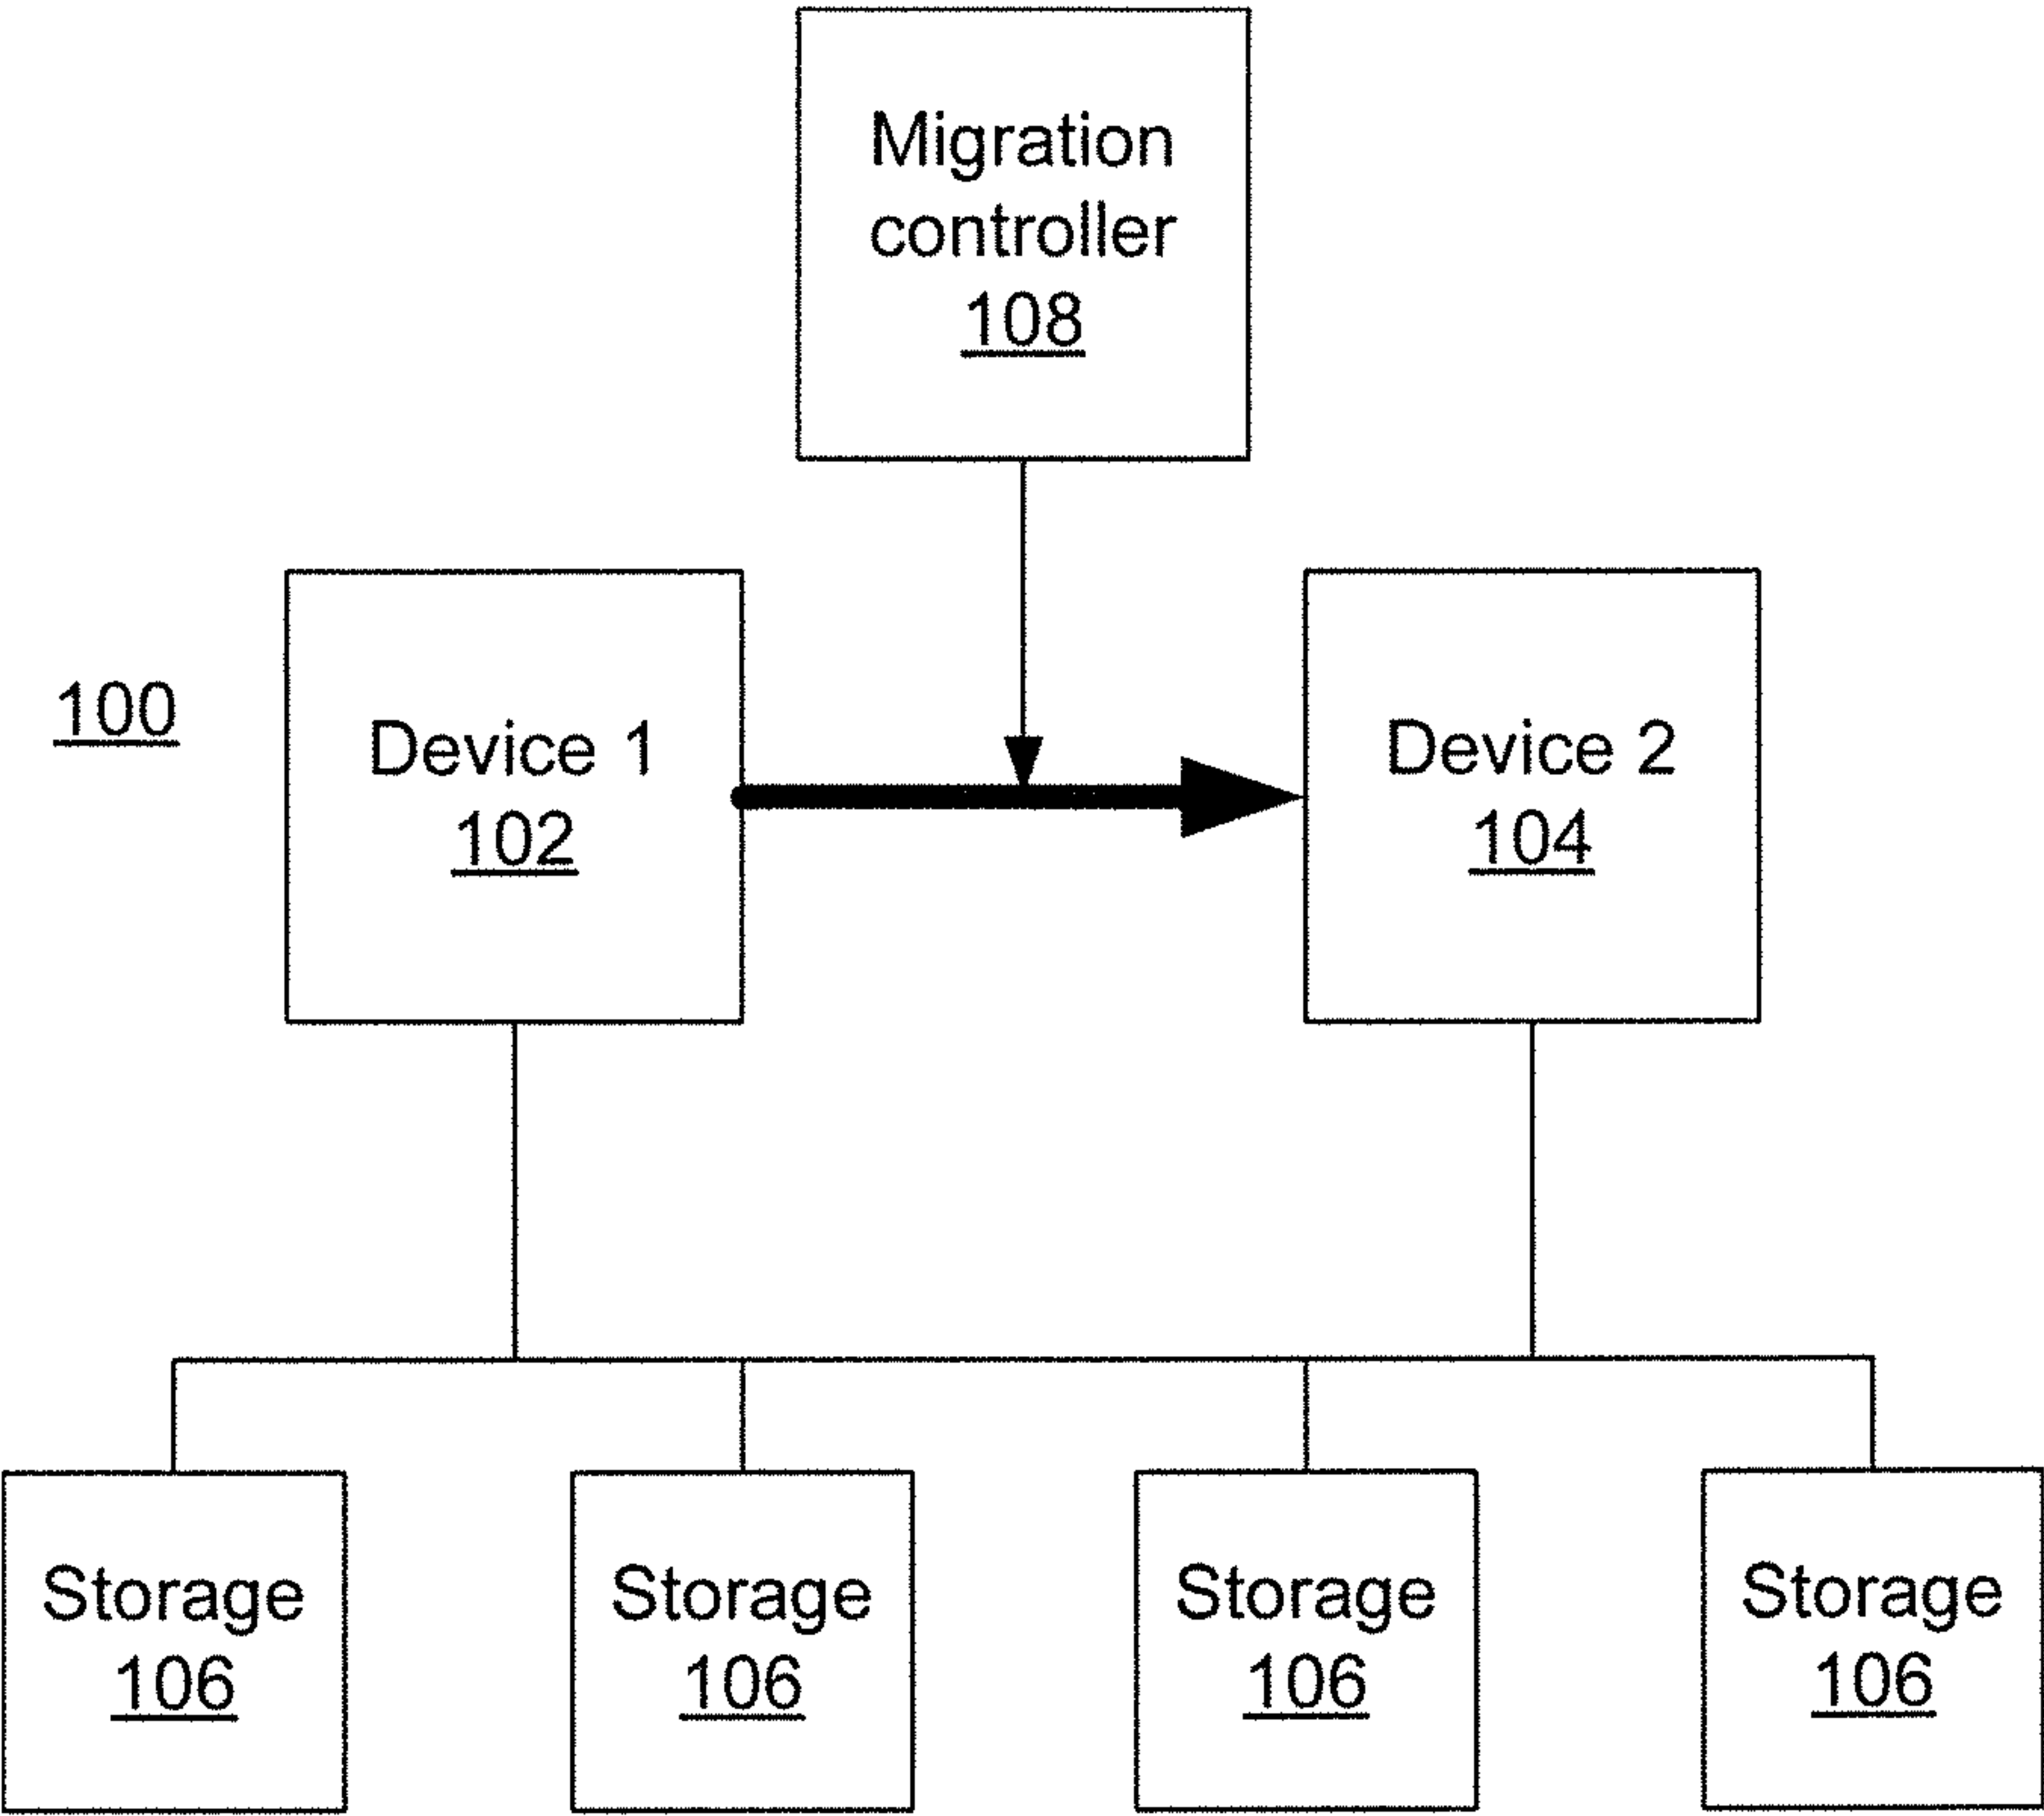 Migration
controller
108
100
Device 1
102
Device 2
104
Storage
106
Storage
106
Storage
106
Storage
106